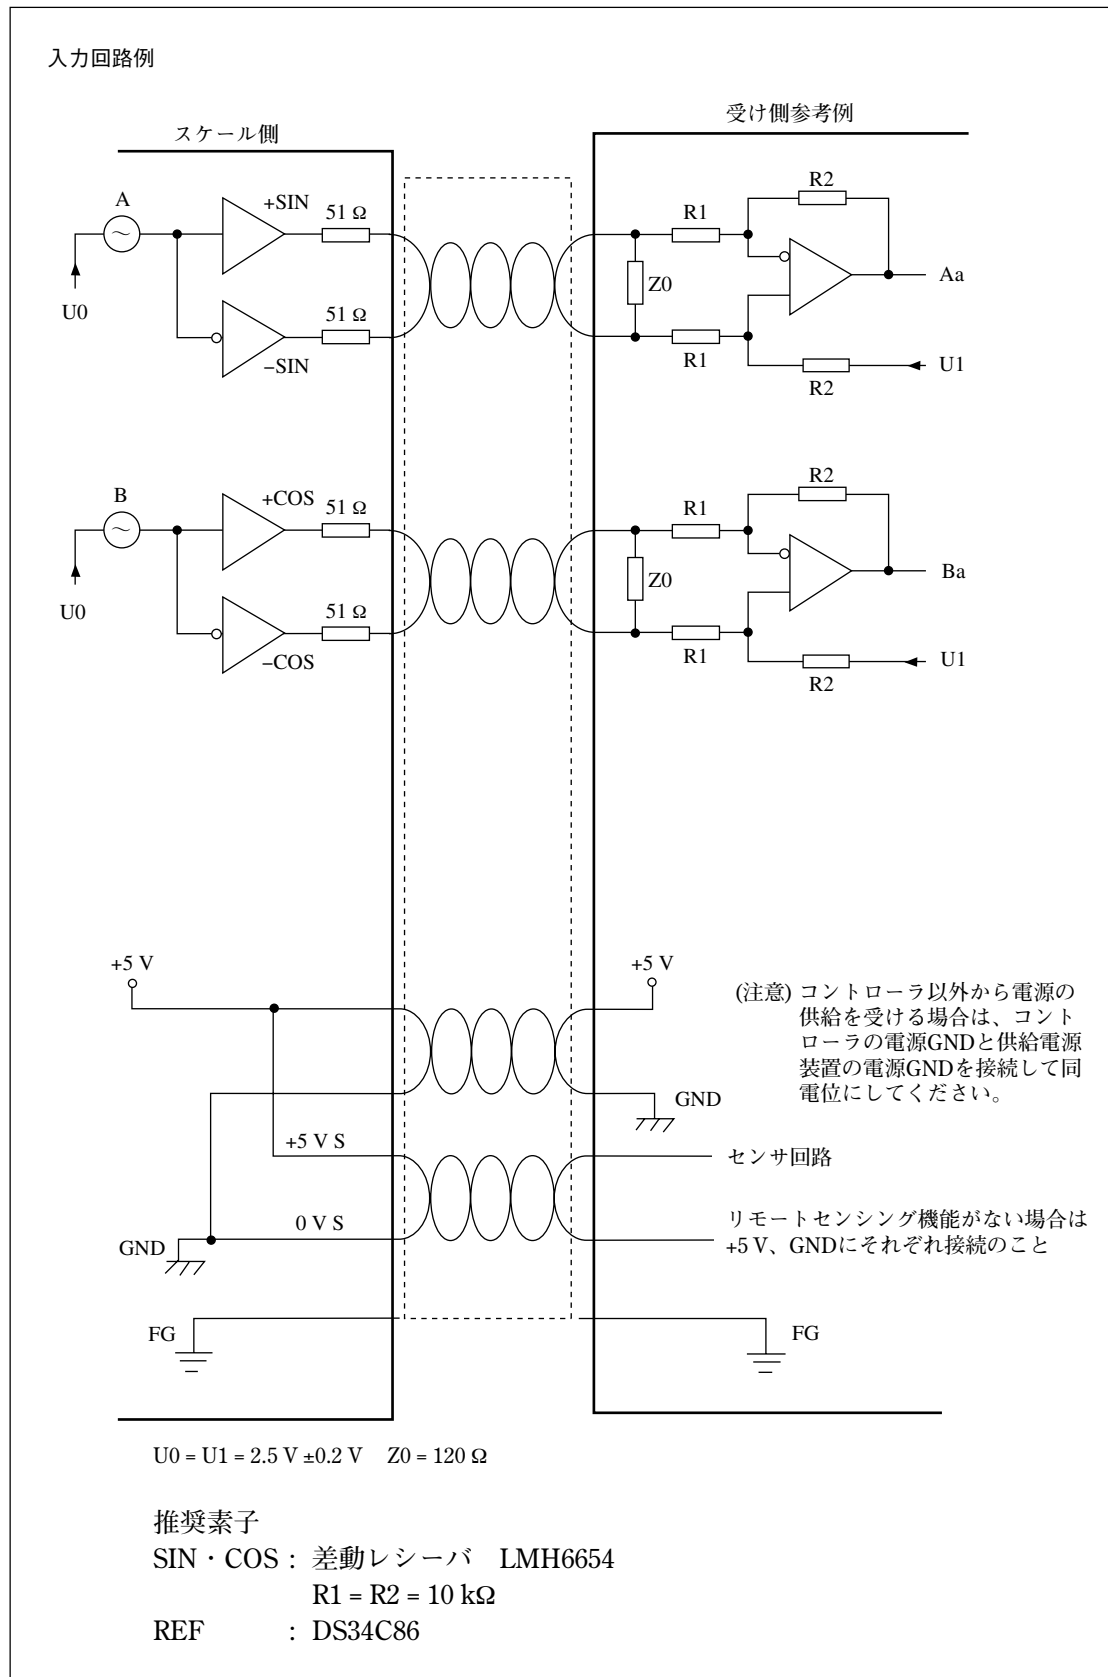 入力回路例
スケール側
受け側参考例
A
+SIN
51 Ω
U0
51 Ω
−SIN
R1
R2
Z0
Aa
R1
R2
U1
B
+COS
51 Ω
U0
51 Ω
−COS
R1
R2
Z0
Ba
R1
R2
U1
+5 V
+5 V
GND
(注意) コントローラ以外から電源の
供給を受ける場合は、コント
ローラの電源GNDと供給電源
装置の電源GNDを接続して同
電位にしてください。
+5 V S
センサ回路
0 V S
GND
リモートセンシング機能がない場合は
+5 V、GNDにそれぞれ接続のこと
FG
FG
U0 = U1 = 2.5 V ±0.2 V Z0 = 120 Ω
推奨素子
SIN・COS : 差動レシーバ LMH6654
R1 = R2 = 10 kΩ
REF : DS34C86